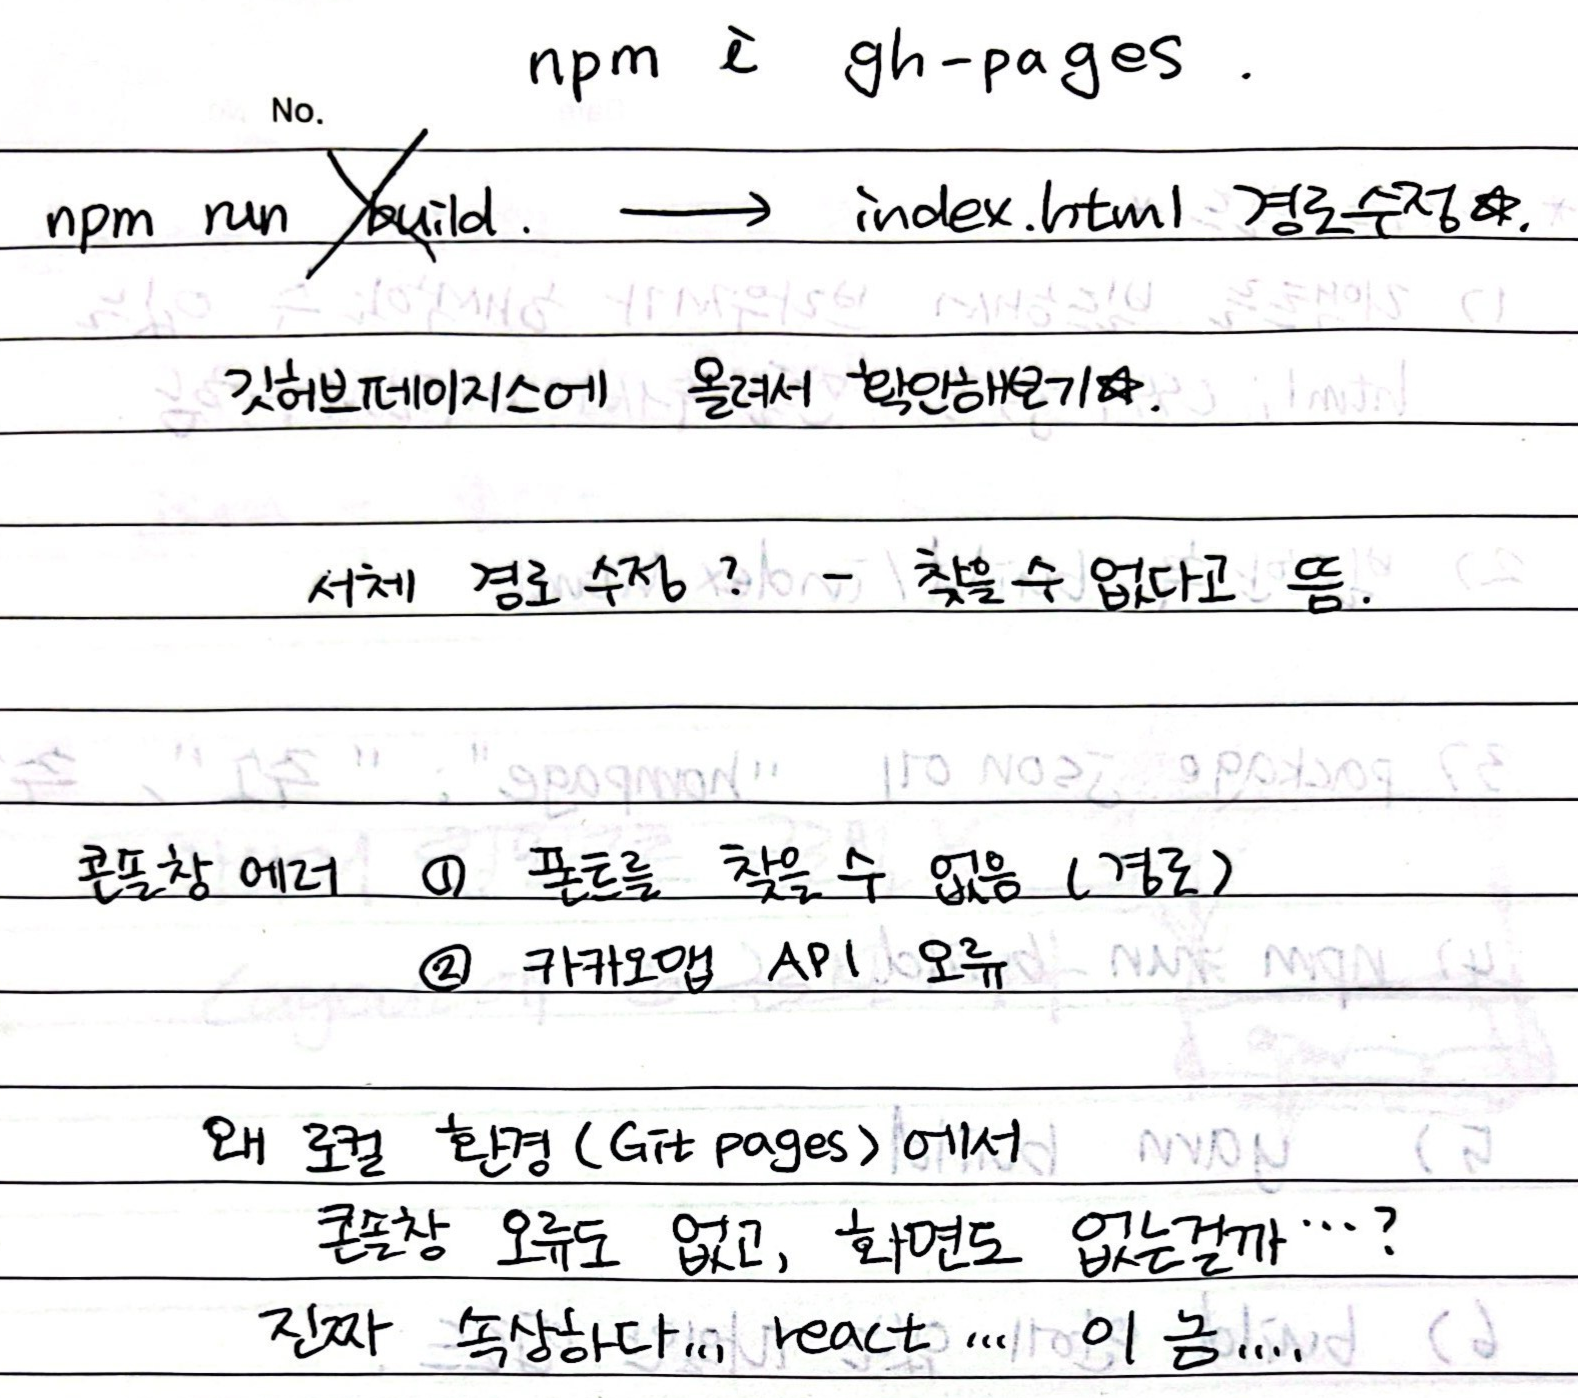 npm i gh-pages.
No.
npm run build. → index.html 경로수정☆.
깃허브페이지스에 올려서 확인해보기☆.
서체 경로 수정? - 찾을 수 없다고 뜸.
콘솔창 에러 ① 폰트를 찾을 수 없음 (경로)
② 카카오맵 API 오류
왜 로컬 환경(Git pages)에서
콘솔창 오류도 없고, 화면도 없는걸까…?
진짜 속상하다... react ... 이 놈....